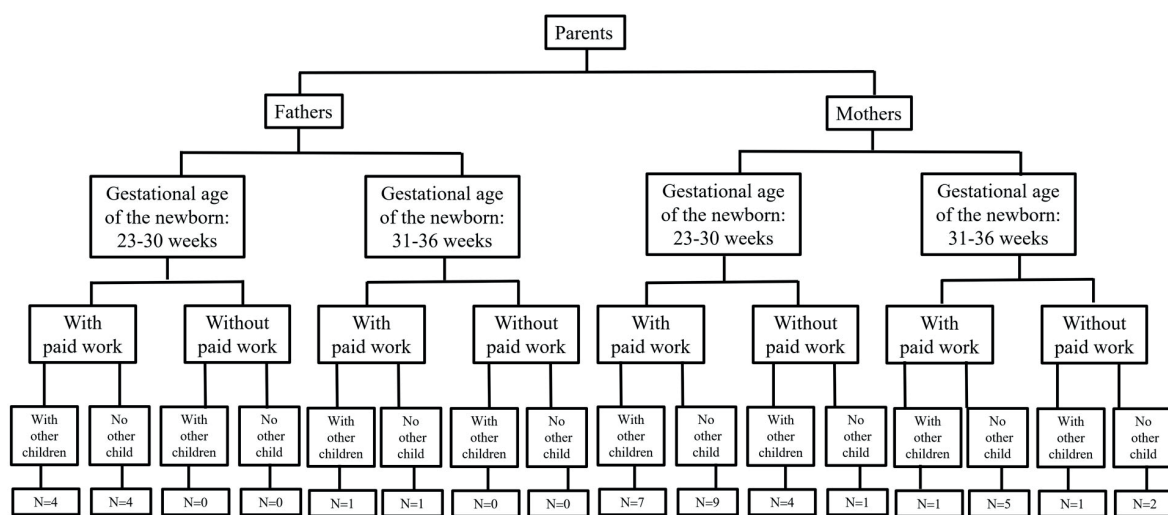 Parents
Fathers
Mothers
Gestational age
of the newborn:
23-30 weeks
Gestational age
of the newborn:
31-36 weeks
Gestational age
of the newborn:
23-30 weeks
Gestational age
of the newborn:
31-36 weeks
With
paid work
Without
paid work
With
paid work
Without
paid work
With
paid work
Without
paid work
With
paid work
Without
paid work
With
other
children
No
other
child
With
other
children
No
other
child
With
other
children
No
other
child
With
other
children
No
other
child
With
other
children
No
other
child
With
other
children
No
other
child
With
other
children
No
other
child
With
other
children
No
other
child
N=4
N=4
N=0
N=0
N=1
N=1
N=0
N=0
N=7
N=9
N=4
N=1
N=1
N=5
N=1
N=2